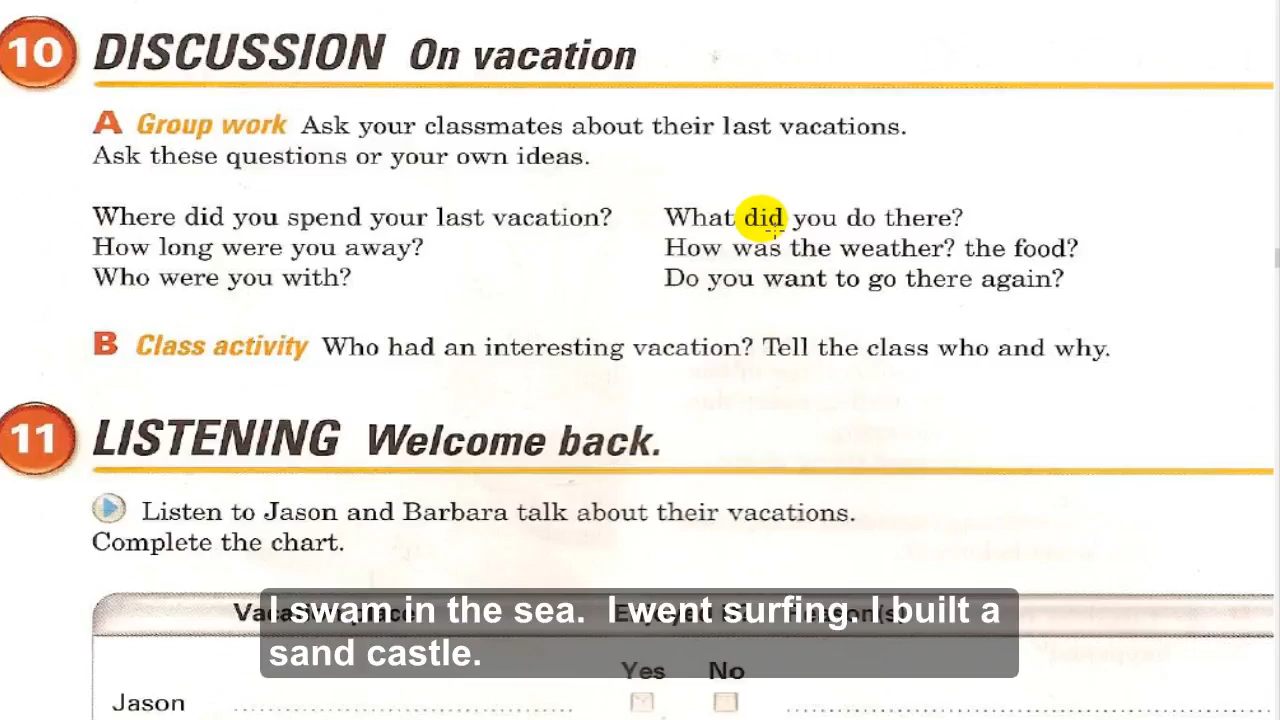 10 DISCUSSION On vacation
A Group work Ask your classmates about their last vacations.
Ask these questions or your own ideas.
Where did you spend your last vacation?
How long were you away?
Who were you with?
What did you do there?
How was the weather? the food?
Do you want to go there again?
B Class activity Who had an interesting vacation? Tell the class who and why.
11 LISTENING Welcome back.
Listen to Jason and Barbara talk about their vacations.
Complete the chart.
Vacation place Enjoyed it? Reason(s)
I swam in the sea. I went surfing. I built a
sand castle.
Yes No
Jason